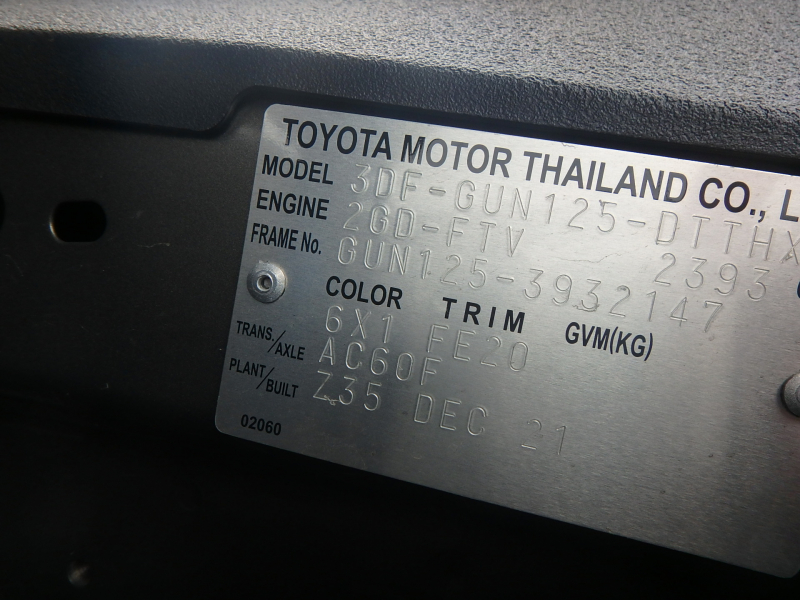 TOYOTA MOTOR THAILAND CO., L
MODEL 3DF-GUN125-DTTHX
ENGINE 2GD-FTV 2393
FRAME No. GUN125-3932147
COLOR TRIM GVM(KG)
6X1 FE20
TRANS./AXLE AC60F
PLANT/BUILT Z35 DEC 21
02060